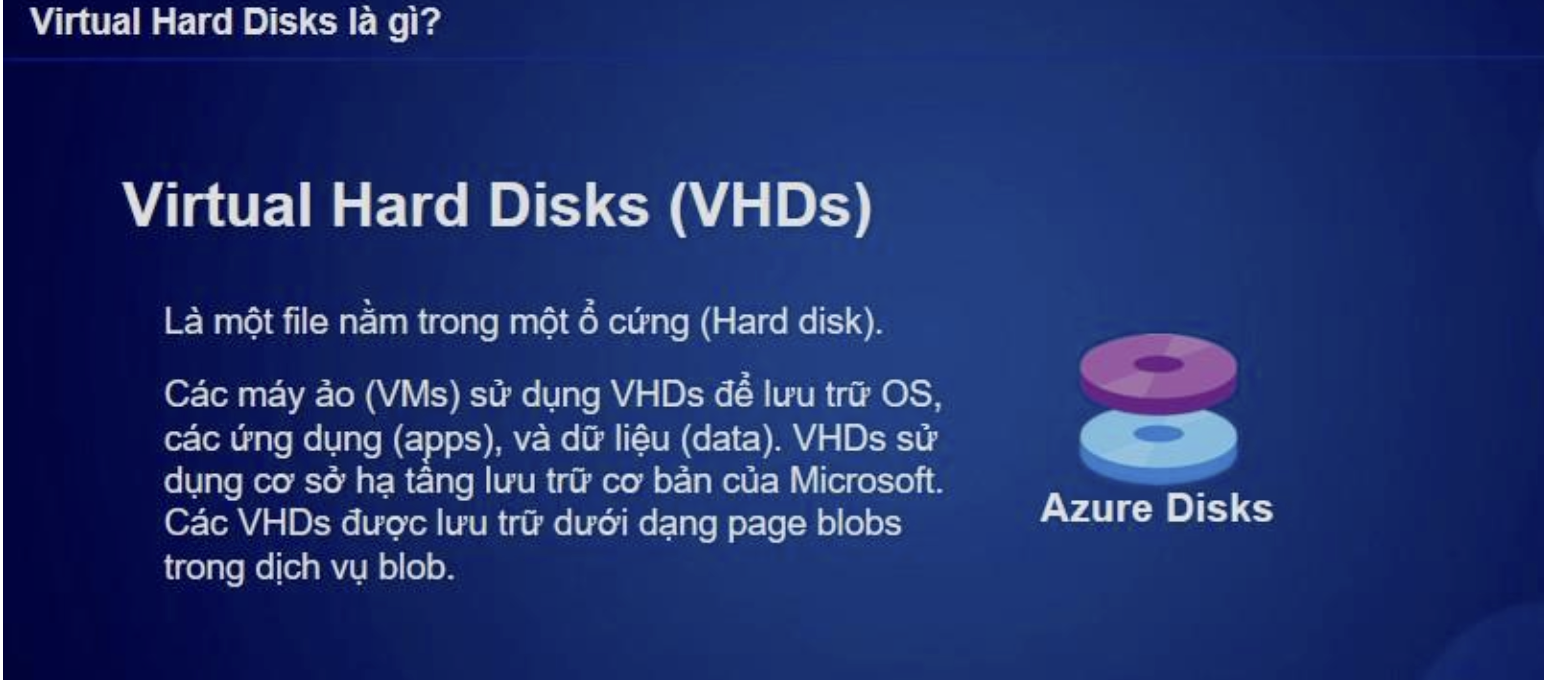 Virtual Hard Disks là gì?
Virtual Hard Disks (VHDs)
Là một file nằm trong một ổ cứng (Hard disk).
Các máy ảo (VMs) sử dụng VHDs để lưu trữ OS,
các ứng dụng (apps), và dữ liệu (data). VHDs sử
dụng cơ sở hạ tầng lưu trữ cơ bản của Microsoft.
Các VHDs được lưu trữ dưới dạng page blobs
trong dịch vụ blob.
Azure Disks